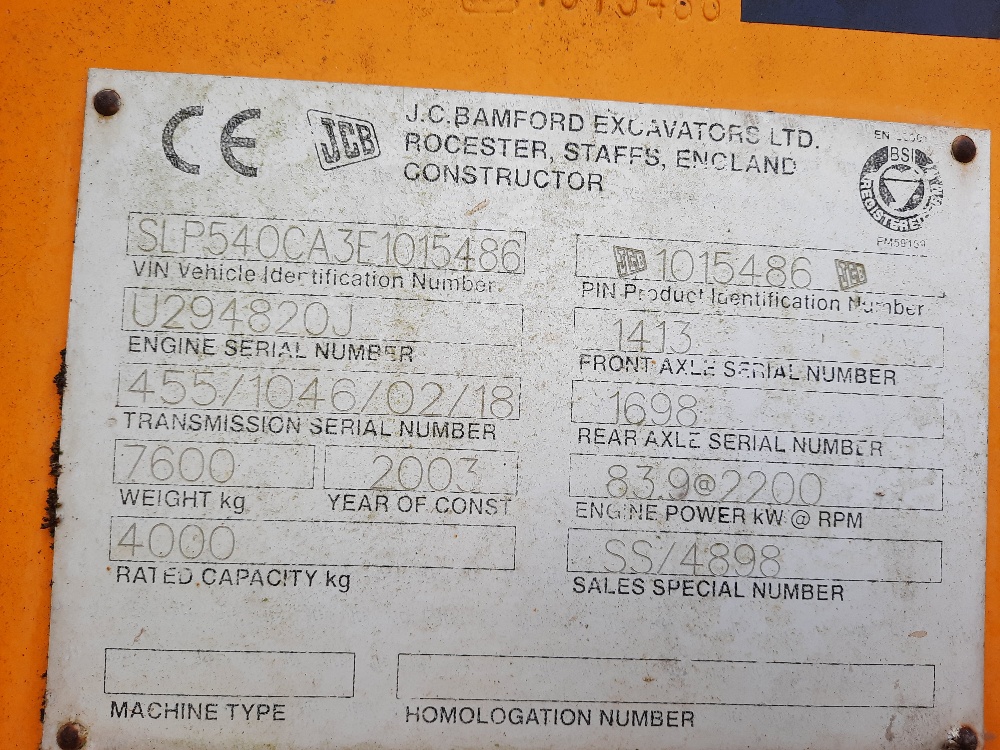 1015486
CE JCB J.C.BAMFORD EXCAVATORS LTD.
ROCESTER, STAFFS, ENGLAND
CONSTRUCTOR
EN
BSI
REGISTERED
SLP540CA3E1015486
VIN Vehicle Identification Number
JCB 1015486 JCB
PIN Product Identification Number
U294820J
ENGINE SERIAL NUMBER
1413
FRONT AXLE SERIAL NUMBER
455/1046/02/18
TRANSMISSION SERIAL NUMBER
1698
REAR AXLE SERIAL NUMBER
7600
WEIGHT kg
2003
YEAR OF CONST
83.9@2200
ENGINE POWER kW @ RPM
4000
RATED CAPACITY kg
SS/4898
SALES SPECIAL NUMBER
MACHINE TYPE
HOMOLOGATION NUMBER